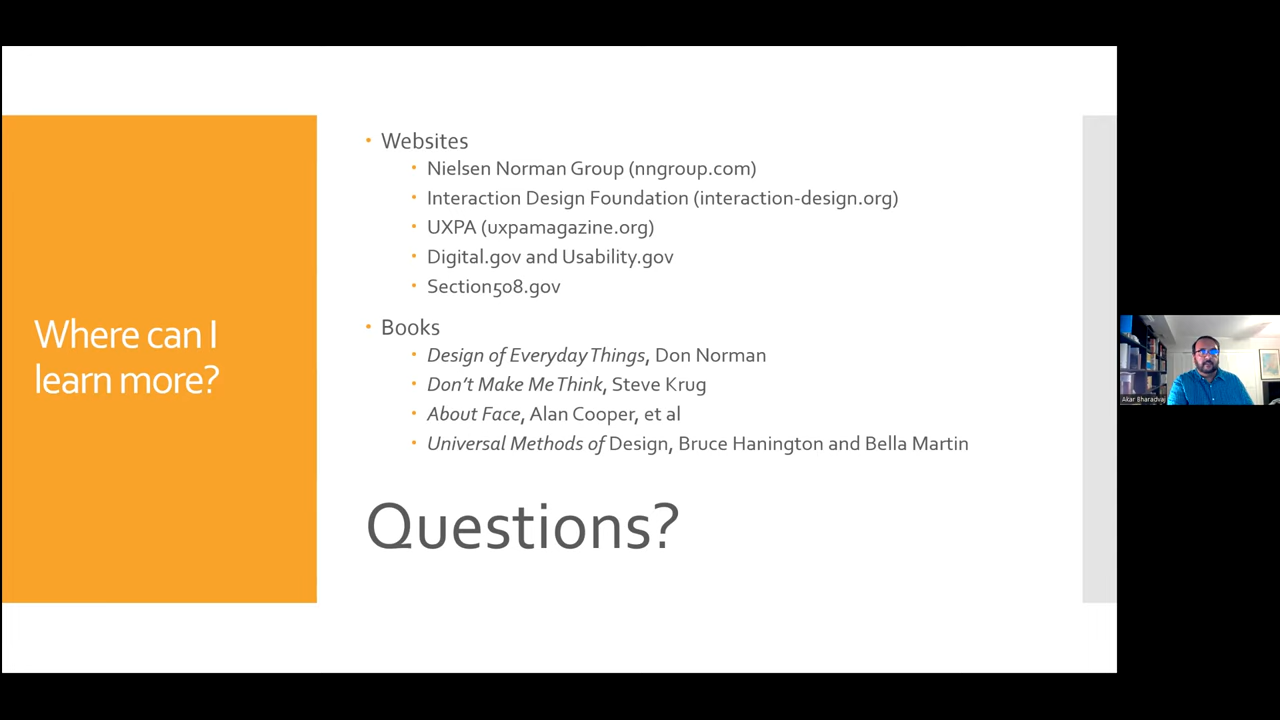 Where can I
learn more?
• Websites
• Nielsen Norman Group (nngroup.com)
• Interaction Design Foundation (interaction-design.org)
• UXPA (uxpamagazine.org)
• Digital.gov and Usability.gov
• Section508.gov
• Books
• Design of Everyday Things, Don Norman
• Don't Make Me Think, Steve Krug
• About Face, Alan Cooper, et al
• Universal Methods of Design, Bruce Hanington and Bella Martin
Questions?
Akar Bharadvaj